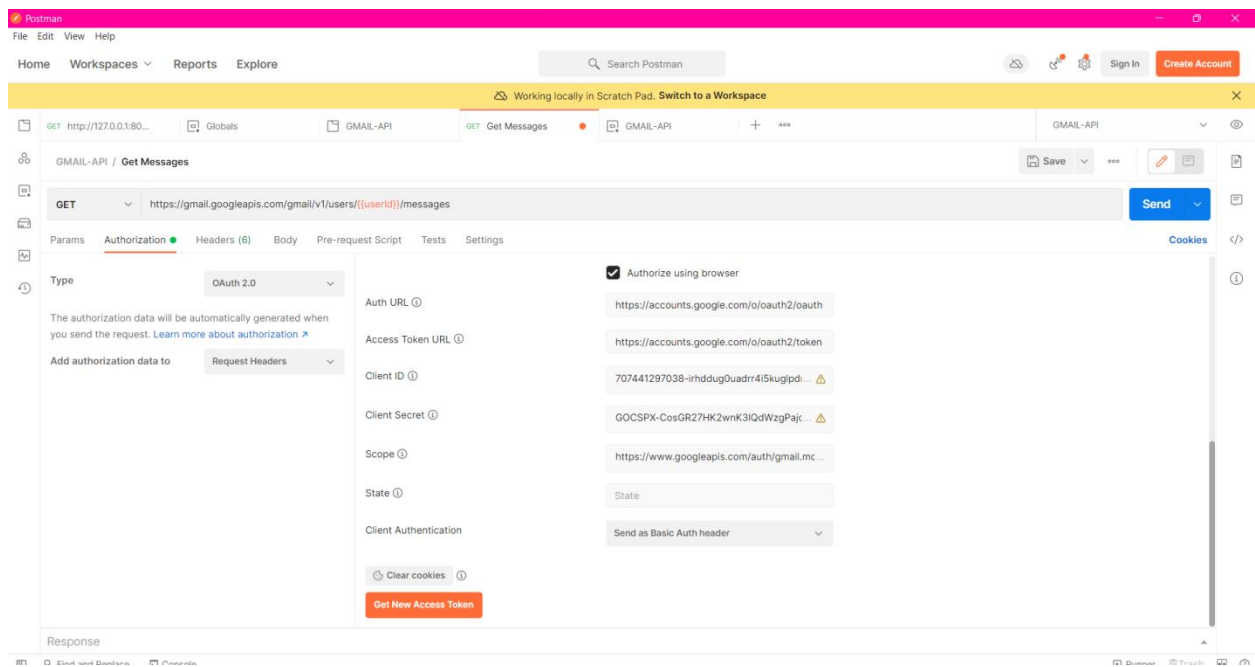 Postman
File Edit View Help
Home Workspaces Reports Explore
Search Postman
Sign In
Create Account
Working locally in Scratch Pad. Switch to a Workspace
GET http://127.0.0.1:80...
Globals
GMAIL-API
GET Get Messages
GMAIL-API
GMAIL-API
GMAIL-API / Get Messages
Save
GET
https://gmail.googleapis.com/gmail/v1/users/{{userId}}/messages
Send
Params Authorization Headers (6) Body Pre-request Script Tests Settings
Cookies
Type
OAuth 2.0
The authorization data will be automatically generated when
you send the request. Learn more about authorization ↗
Add authorization data to
Request Headers
Authorize using browser
Auth URL
https://accounts.google.com/o/oauth2/oauth
Access Token URL
https://accounts.google.com/o/oauth2/token
Client ID
Client Secret
Scope
https://www.googleapis.com/auth/gmail.mc...
State
State
Client Authentication
Send as Basic Auth header
Clear cookies
Get New Access Token
Response
Find and Replace Console
Runner Trash